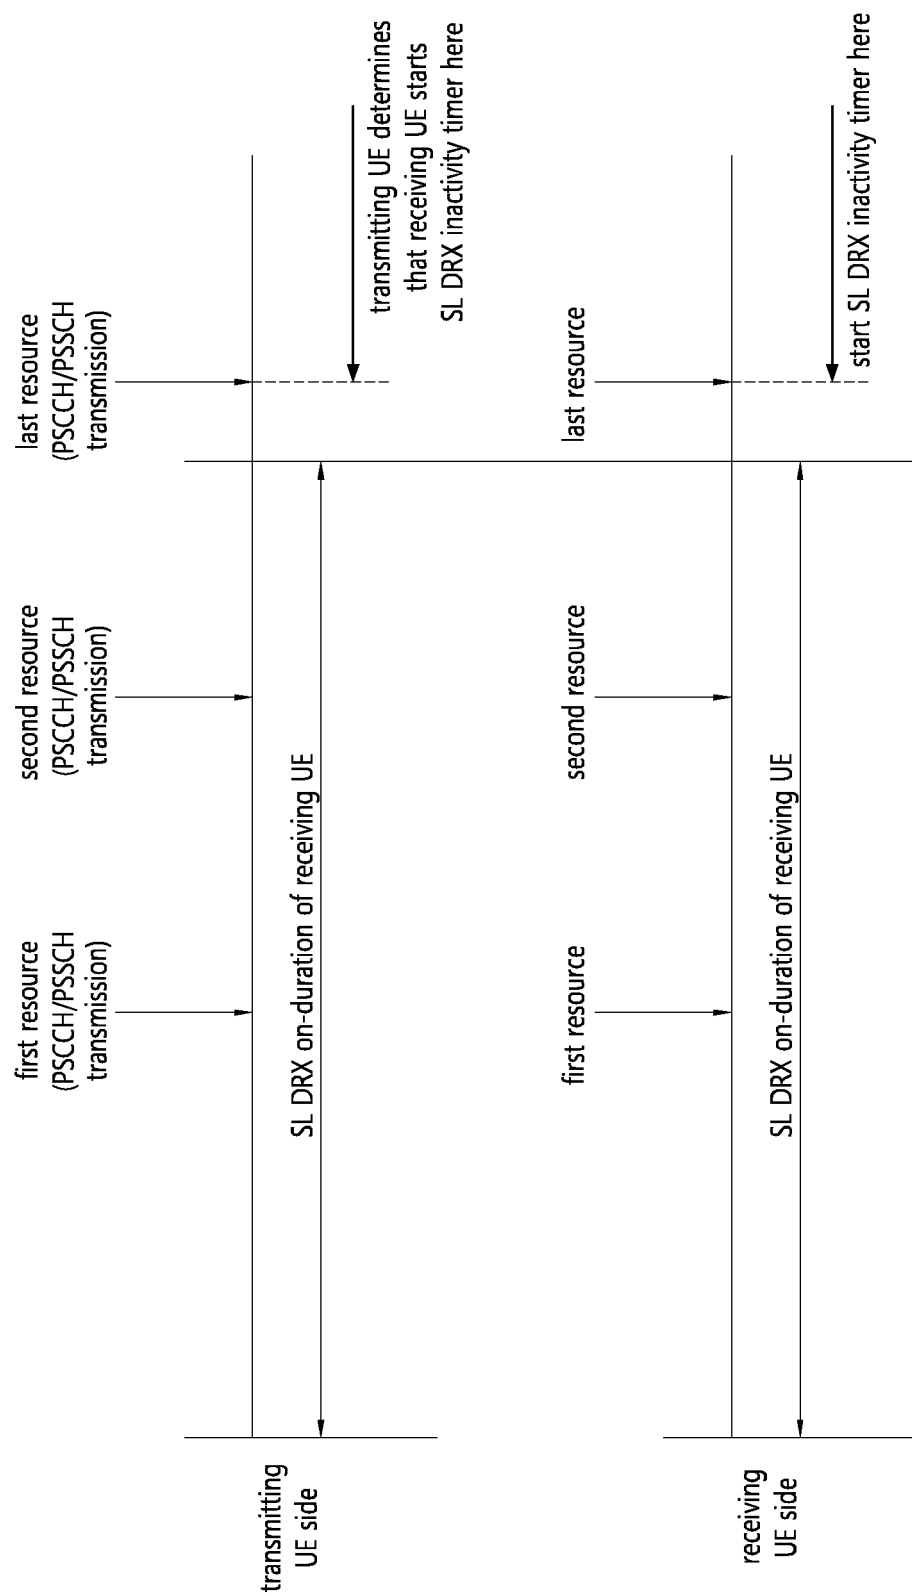 transmitting
UE side
first resource
(PSCCH/PSSCH
transmission)
second resource
(PSCCH/PSSCH
transmission)
last resource
(PSCCH/PSSCH
transmission)
SL DRX on-duration of receiving UE
transmitting UE determines
that receiving UE starts
SL DRX inactivity timer here
receiving
UE side
first resource
second resource
last resource
SL DRX on-duration of receiving UE
start SL DRX inactivity timer here